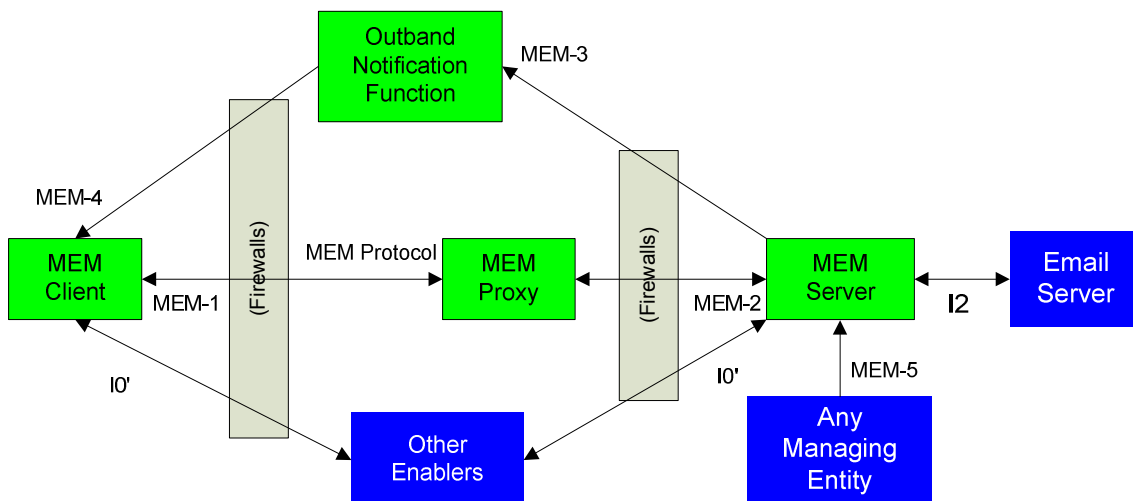 Outband
Notification
Function
MEM-3
MEM-4
(Firewalls)
(Firewalls)
MEM Protocol
MEM
Client
MEM
Proxy
MEM
Server
Email
Server
MEM-1
MEM-2
I2
I0'
I0'
MEM-5
Other
Enablers
Any
Managing
Entity